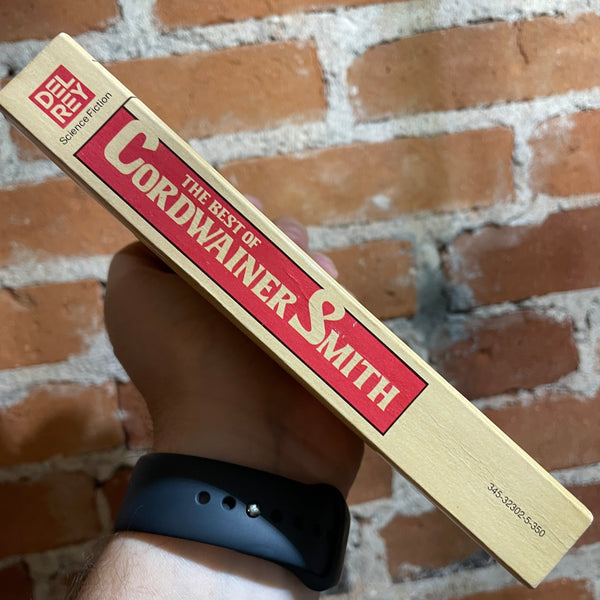 DEL
REY
Science Fiction
THE BEST OF
CORDWAINER SMITH
345-32302-5-350